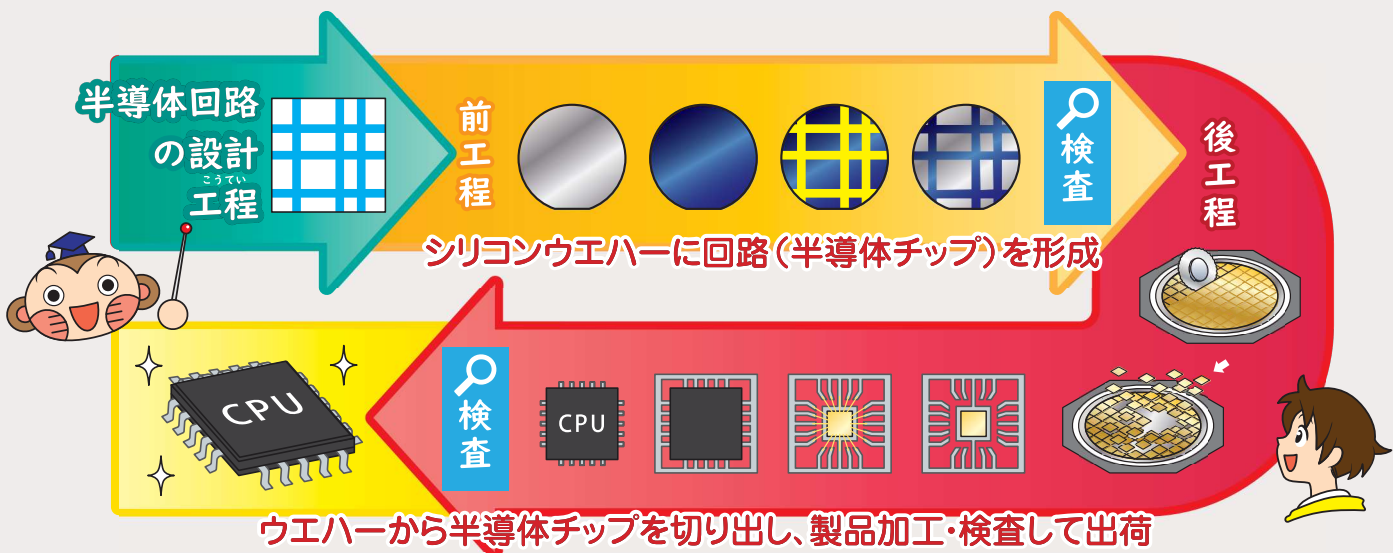 半導体回路
の設計
こうてい
工程
前工程
検査
シリコンウエハーに回路(半導体チップ)を形成
後工程
CPU
検査
CPU
ウエハーから半導体チップを切り出し、製品加工・検査して出荷